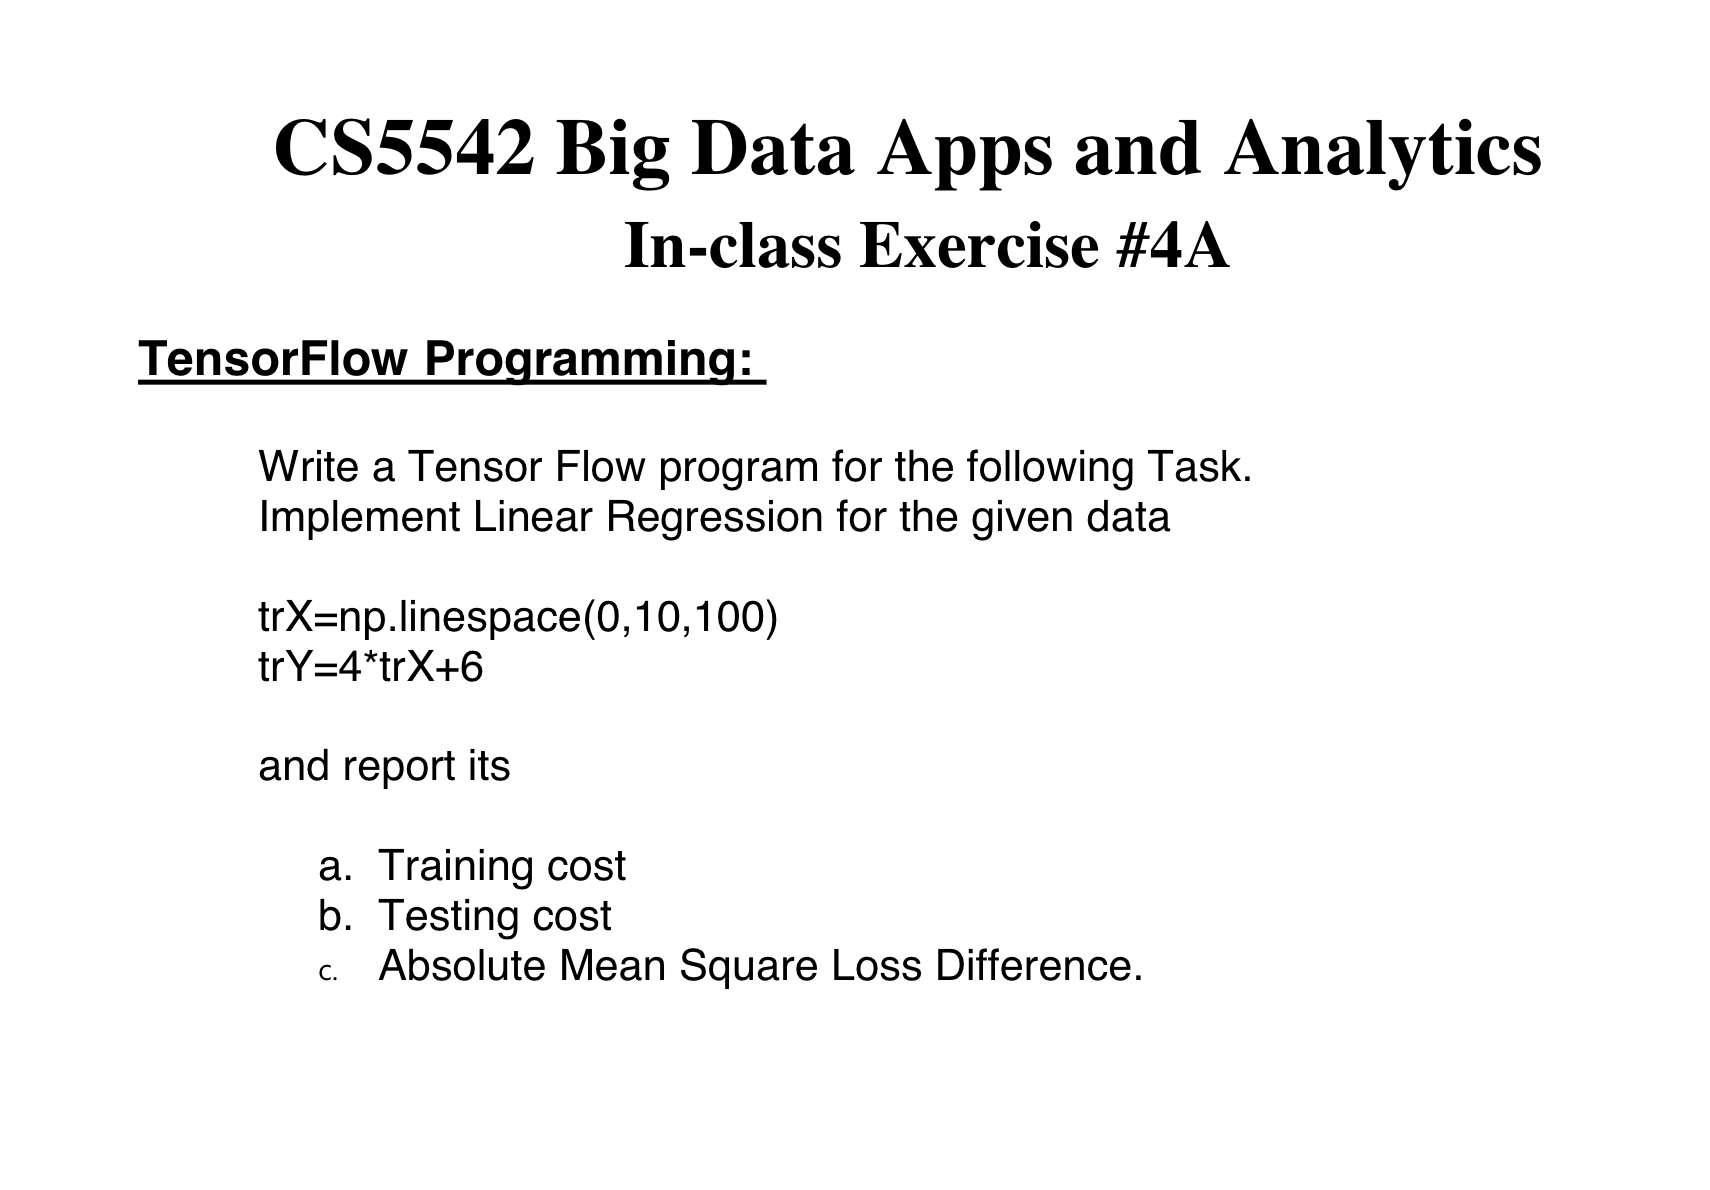 CS5542 Big Data Apps and Analytics
In-class Exercise #4A
TensorFlow Programming:
Write a Tensor Flow program for the following Task.
Implement Linear Regression for the given data
trX=np.linespace(0,10,100)
trY=4*trX+6
and report its
a. Training cost
b. Testing cost
c. Absolute Mean Square Loss Difference.